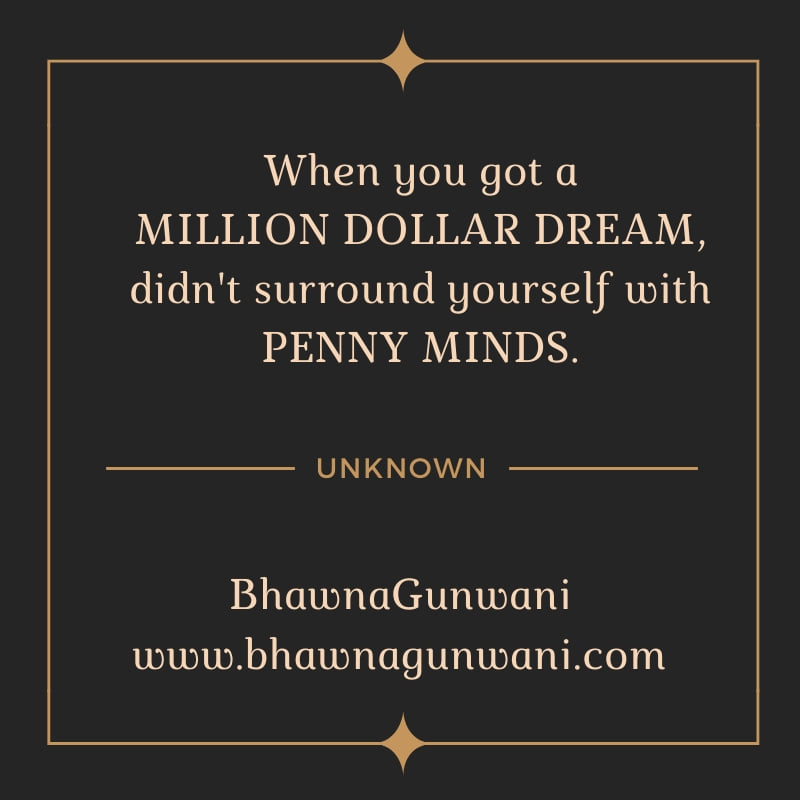 When you got a
MILLION DOLLAR DREAM,
didn't surround yourself with
PENNY MINDS.
UNKNOWN
BhawnaGunwani
www.bhawnagunwani.com